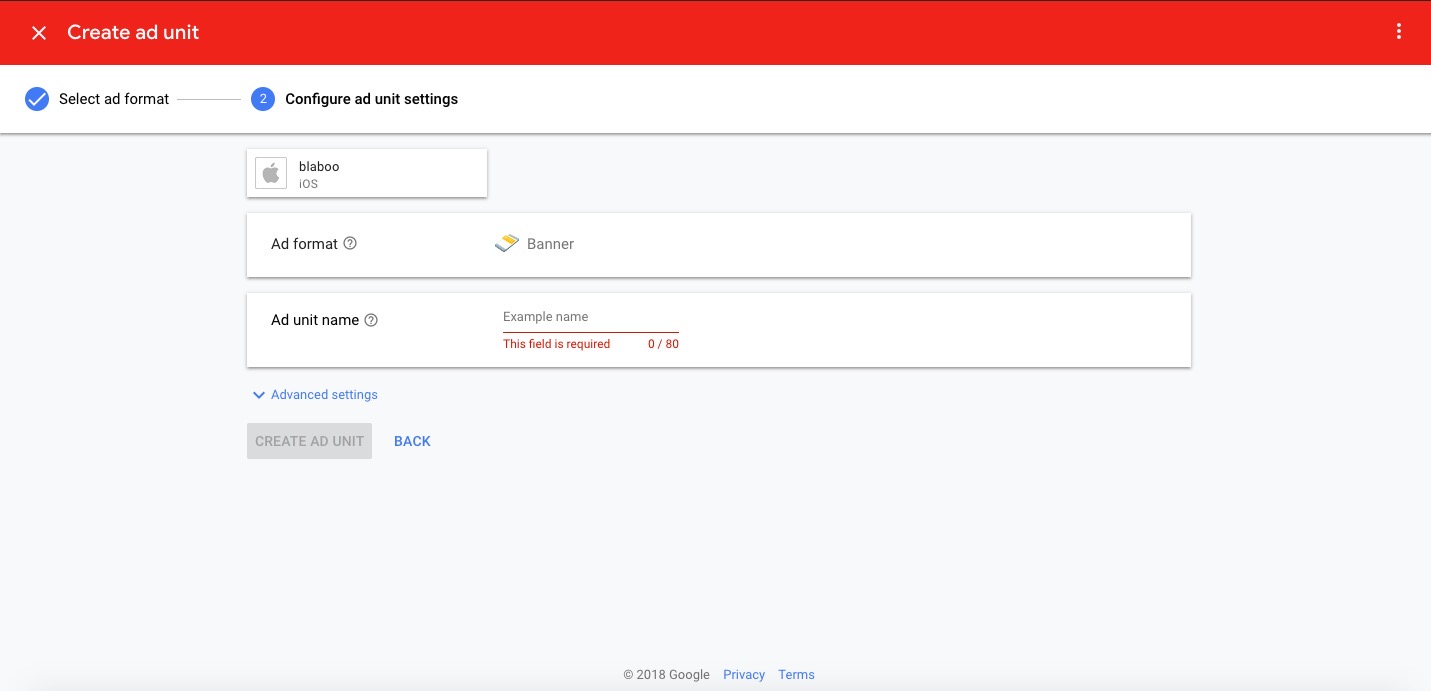 Create ad unit
Select ad format
2 Configure ad unit settings
blaboo
iOS
Ad format
Banner
Ad unit name
Example name
This field is required 0 / 80
Advanced settings
CREATE AD UNIT BACK
© 2018 Google Privacy Terms